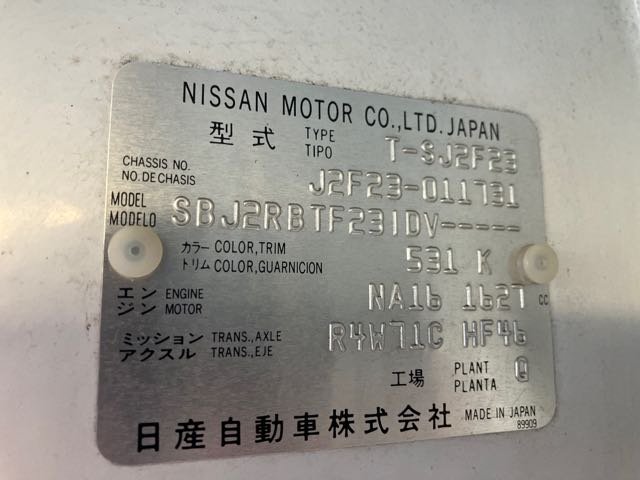 NISSAN MOTOR CO.,LTD. JAPAN
型式 TYPE TIPO T-SJ2F23
CHASSIS NO. NO. DE CHASIS J2F23-011731
MODEL MODELO SBJ2RBTF23IDV-----
カラー COLOR,TRIM トリム COLOR,GUARNICION 531 K
エンジン ENGINE MOTOR NA16 1627 CC
ミッション TRANS.,AXLE アクスル TRANS.,EJE R4W71C HF46
工場 PLANT PLANTA Q
日産自動車株式会社 MADE IN JAPAN
89909